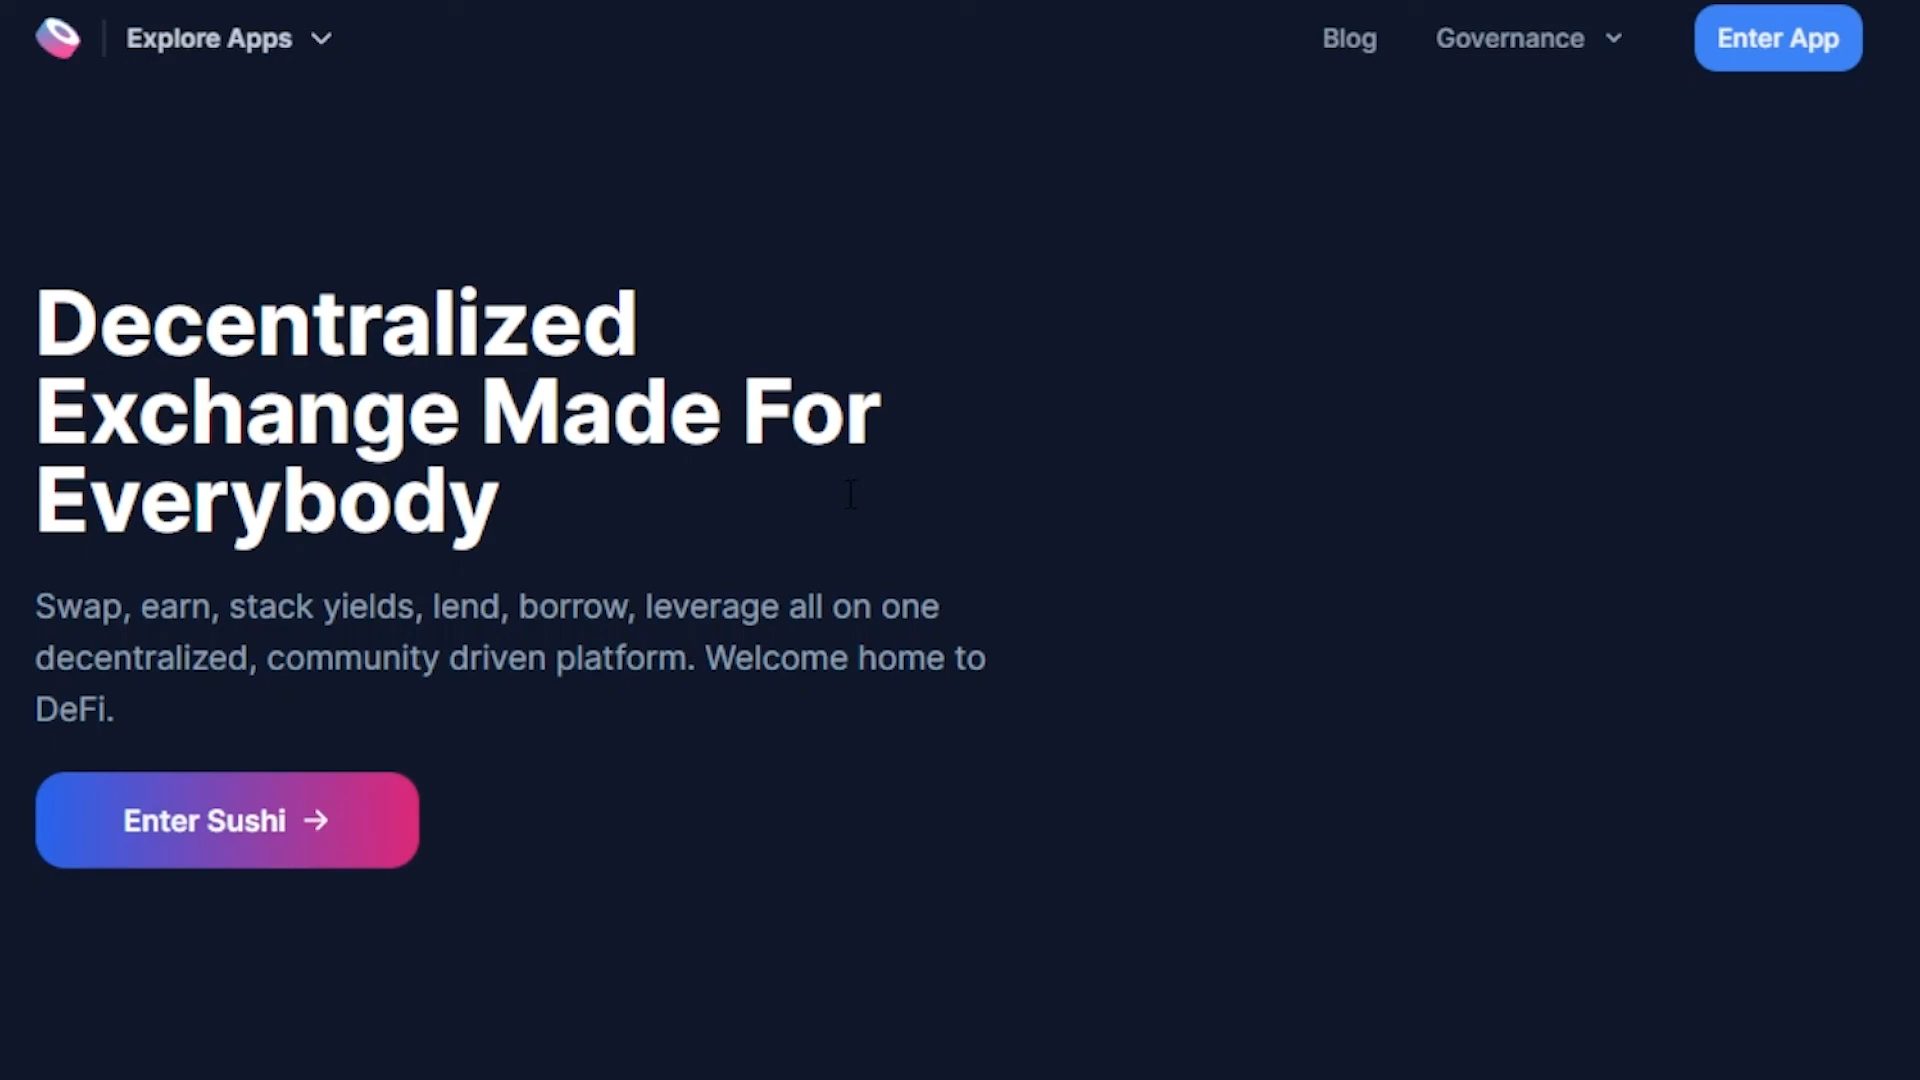 Explore Apps
Blog
Governance
Enter App
Decentralized
Exchange Made For
Everybody
Swap, earn, stack yields, lend, borrow, leverage all on one
decentralized, community driven platform. Welcome home to
DeFi.
Enter Sushi →